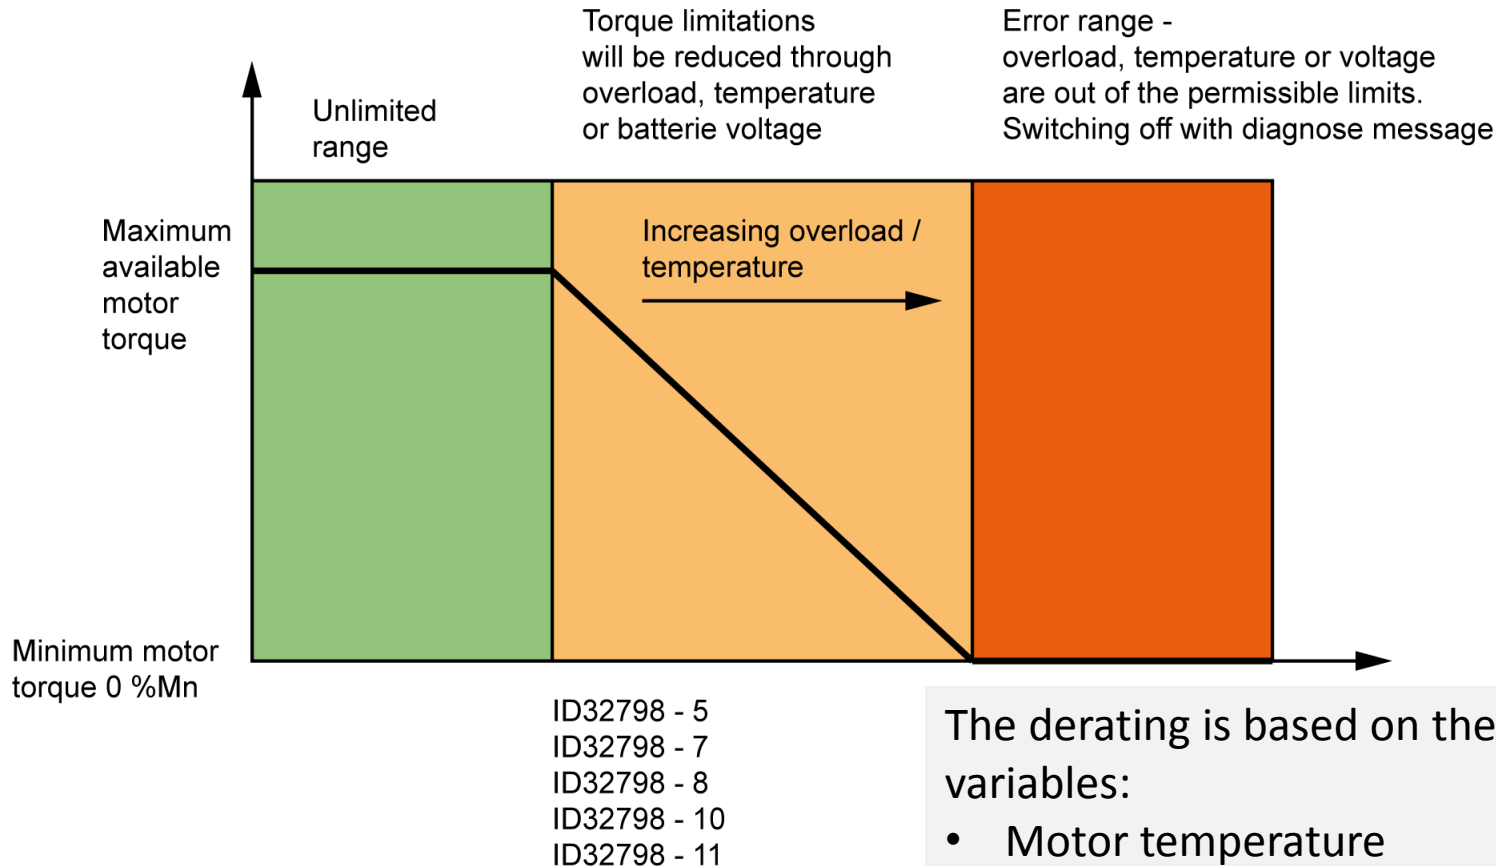 Torque limitations
will be reduced through
overload, temperature
or batterie voltage
Error range -
overload, temperature or voltage
are out of the permissible limits.
Switching off with diagnose message
Unlimited
range
Maximum
available
motor
torque
Increasing overload /
temperature
Minimum motor
torque 0 %Mn
ID32798 - 5
ID32798 - 7
ID32798 - 8
ID32798 - 10
ID32798 - 11
The derating is based on the
variables:
• Motor temperature